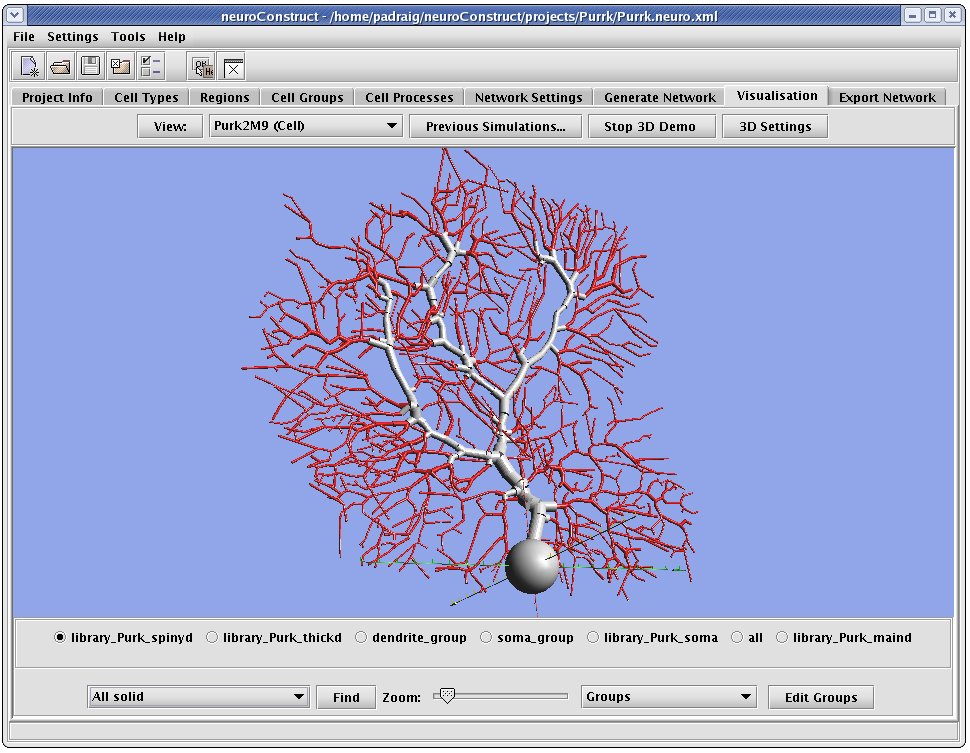 neuroConstruct - /home/padraig/neuroConstruct/projects/Purrk/Purrk.neuro.xml
File Settings Tools Help
Project Info Cell Types Regions Cell Groups Cell Processes Network Settings Generate Network Visualisation Export Network
View: Purk2M9 (Cell) Previous Simulations... Stop 3D Demo 3D Settings
library_Purk_spinyd library_Purk_thickd dendrite_group soma_group library_Purk_soma all library_Purk_maind
All solid Find Zoom: Groups Edit Groups